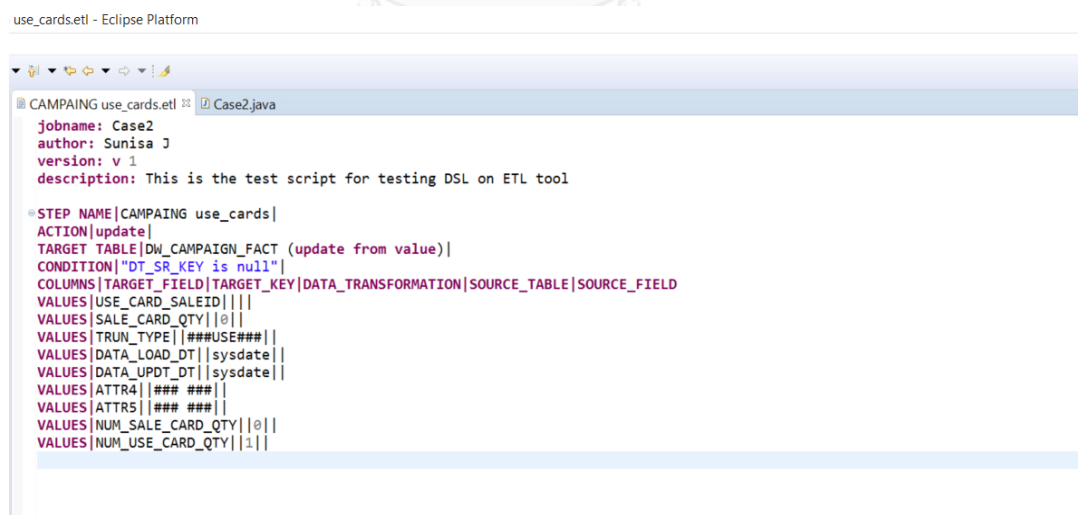 use_cards.etl - Eclipse Platform
CAMPAING use_cards.etl Case2.java
jobname: Case2
author: Sunisa J
version: v 1
description: This is the test script for testing DSL on ETL tool
STEP NAME|CAMPAING use_cards|
ACTION|update|
TARGET TABLE|DW_CAMPAIGN_FACT (update from value)|
CONDITION|"DT_SR_KEY is null"|
COLUMNS|TARGET_FIELD|TARGET_KEY|DATA_TRANSFORMATION|SOURCE_TABLE|SOURCE_FIELD
VALUES|USE_CARD_SALEID||||
VALUES|SALE_CARD_QTY||0||
VALUES|TRUN_TYPE||###USE###||
VALUES|DATA_LOAD_DT||sysdate||
VALUES|DATA_UPDT_DT||sysdate||
VALUES|ATTR4||### ###||
VALUES|ATTR5||### ###||
VALUES|NUM_SALE_CARD_QTY||0||
VALUES|NUM_USE_CARD_QTY||1||